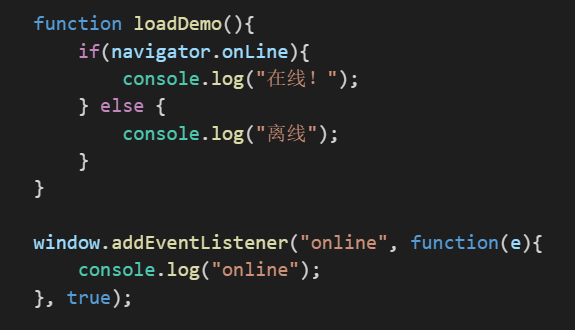 function loadDemo(){
    if(navigator.onLine){
        console.log("在线！");
    } else {
        console.log("离线");
    }
}

window.addEventListener("online", function(e){
    console.log("online");
}, true);